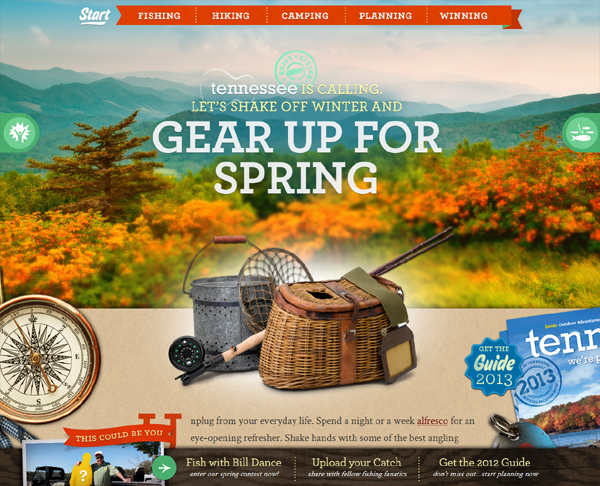 Start FISHING HIKING CAMPING PLANNING WINNING
tennessee IS CALLING.
LET'S SHAKE OFF WINTER AND
GEAR UP FOR
SPRING
GET THE
Guide
2013
Inside: Outdoor Adventures
tenn
we're p
2013
THIS COULD BE YOU
nplug from your everyday life. Spend a night or a week alfresco for an
eye-opening refresher. Shake hands with some of the best angling
?
Fish with Bill Dance
enter our spring contest now!
Upload your Catch
share with fellow fishing fanatics
Get the 2012 Guide
don't miss out...start planning now